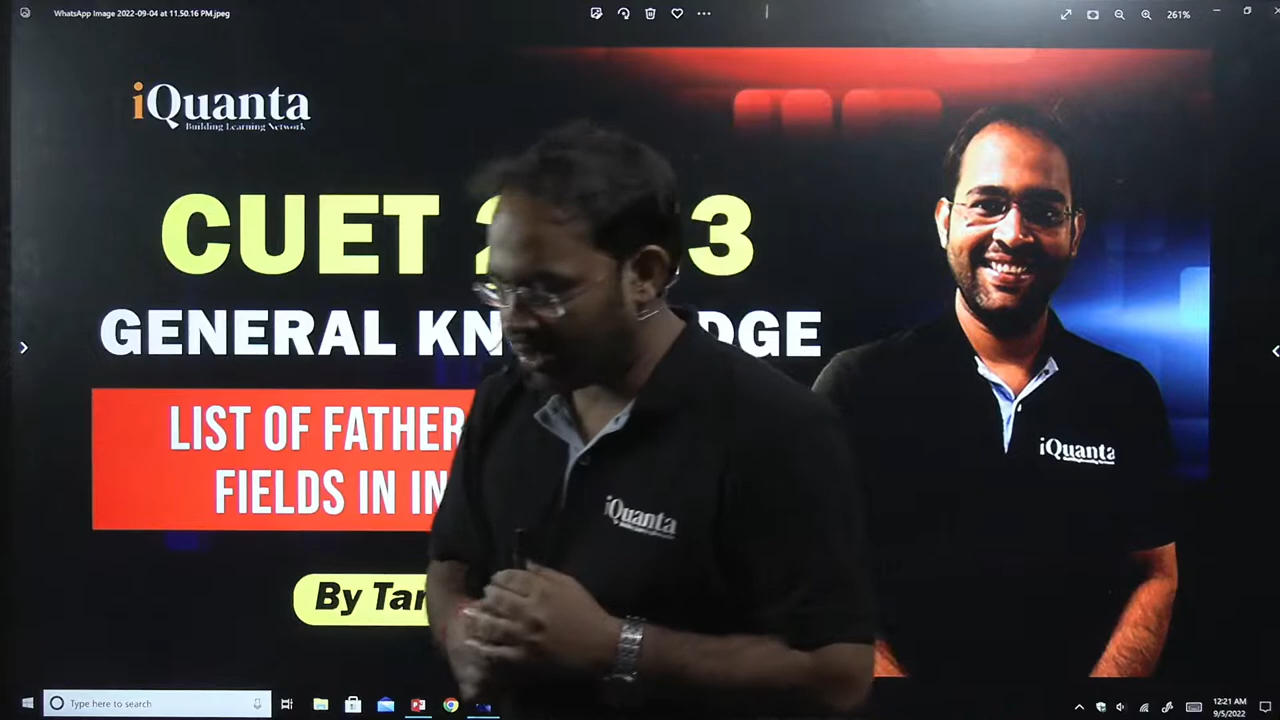 WhatsApp Image 2022-09-04 at 11.50.16 PM.jpeg
261%
iQuanta
Building Learning Network
CUET 2 3
GENERAL KN DGE
LIST OF FATHER
FIELDS IN IN
By Tar
iQuanta
iQuanta
Type here to search
12:21 AM
9/5/2022